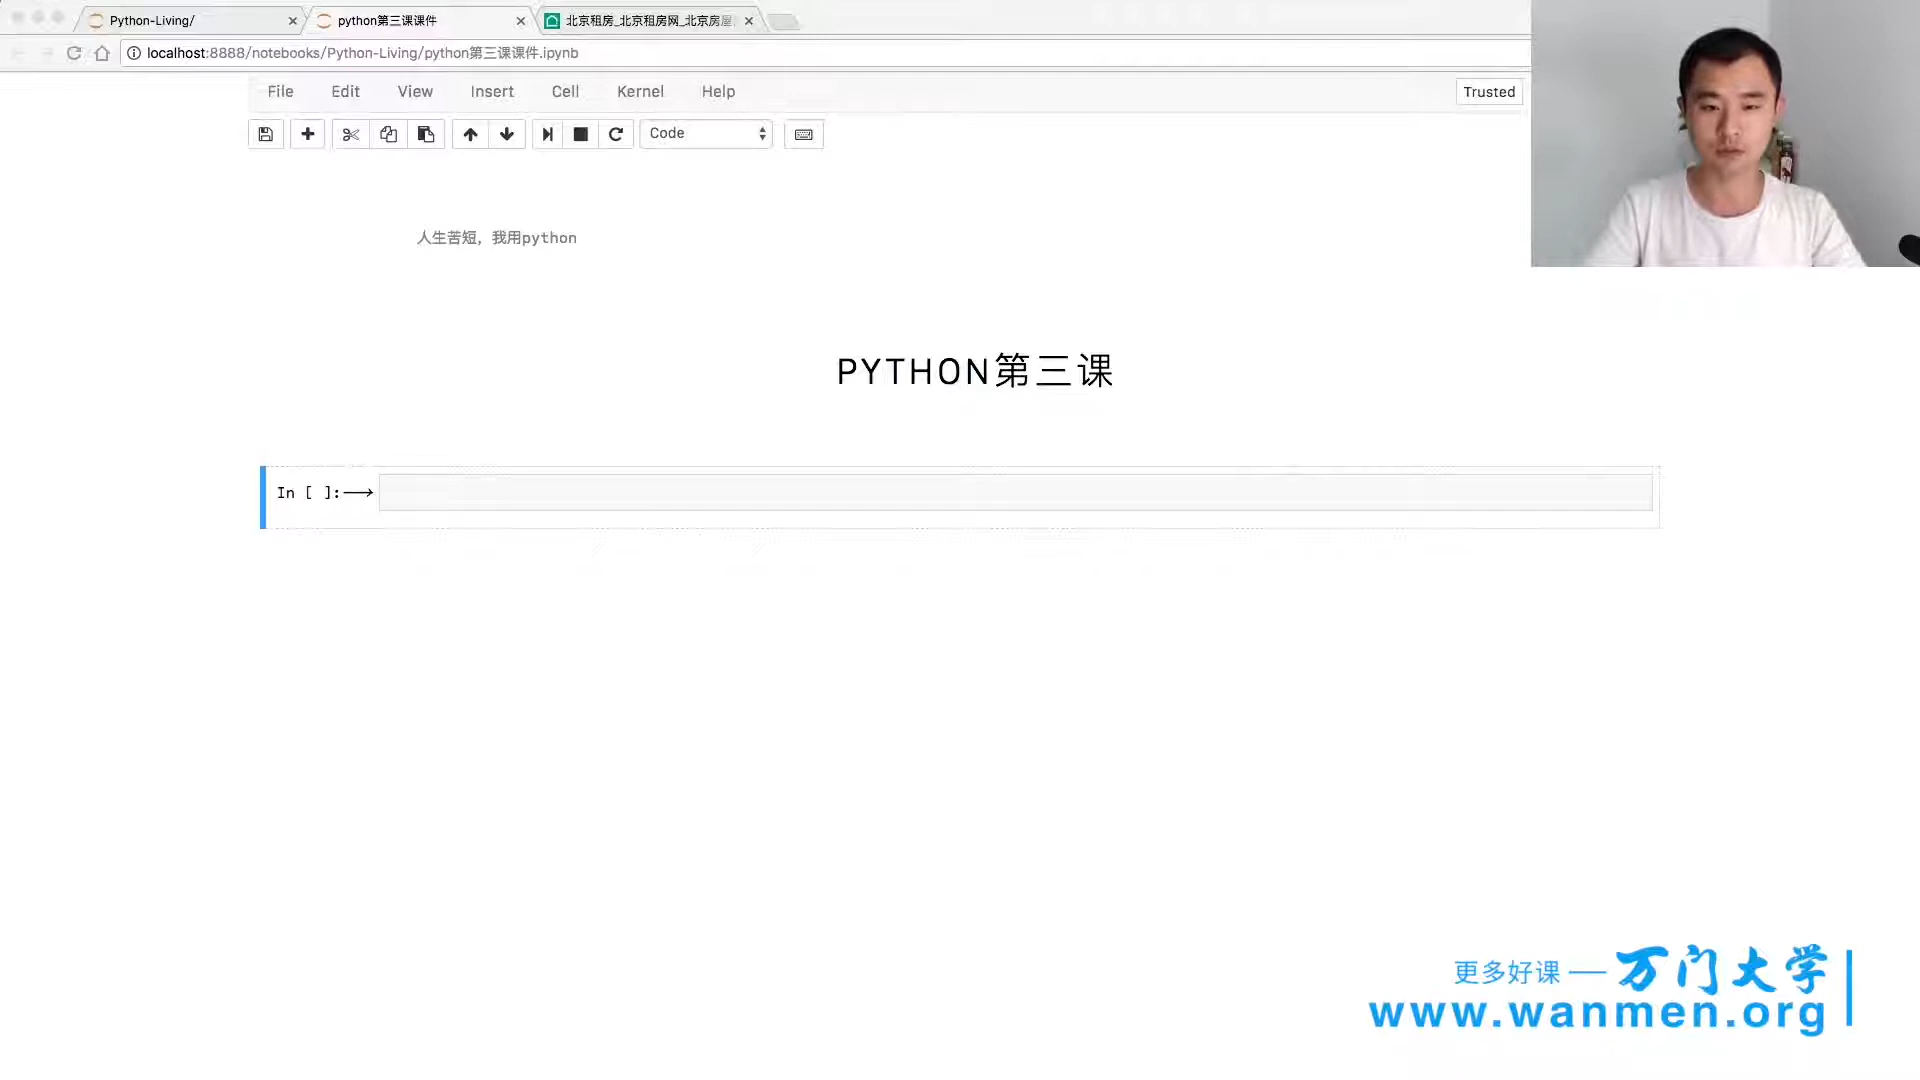 Python-Living/
python第三课课件
北京租房_北京租房网_北京房屋
localhost:8888/notebooks/Python-Living/python第三课课件.ipynb
File Edit View Insert Cell Kernel Help
Trusted
Code
人生苦短，我用python
PYTHON第三课
In [ ]:
更多好课 — 万门大学
www.wanmen.org